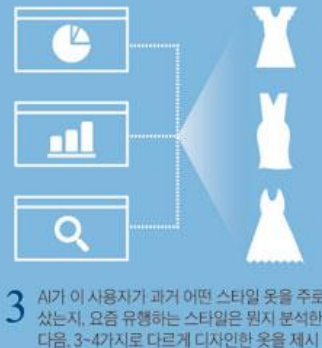 3 AI가 이 사용자가 과거 어떤 스타일 옷을 주로
샀는지, 요즘 유행하는 스타일은 뭔지 분석한
다음, 3~4가지로 다르게 디자인한 옷을 제시